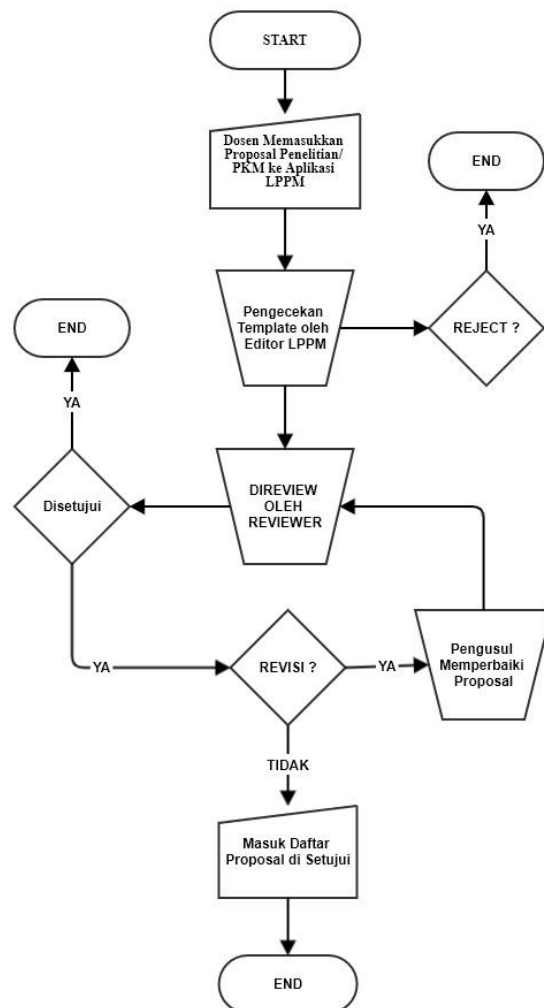 START
Dosen Memasukkan
Proposal Penelitian/
PKM ke Aplikasi
LPPM
END
YA
Pengecekan
Template oleh
Editor LPPM
REJECT ?
END
YA
Disetujui
DIREVIEW
OLEH
REVIEWER
YA
REVISI ?
YA
Pengusul
Memperbaiki
Proposal
TIDAK
Masuk Daftar
Proposal di Setujui
END